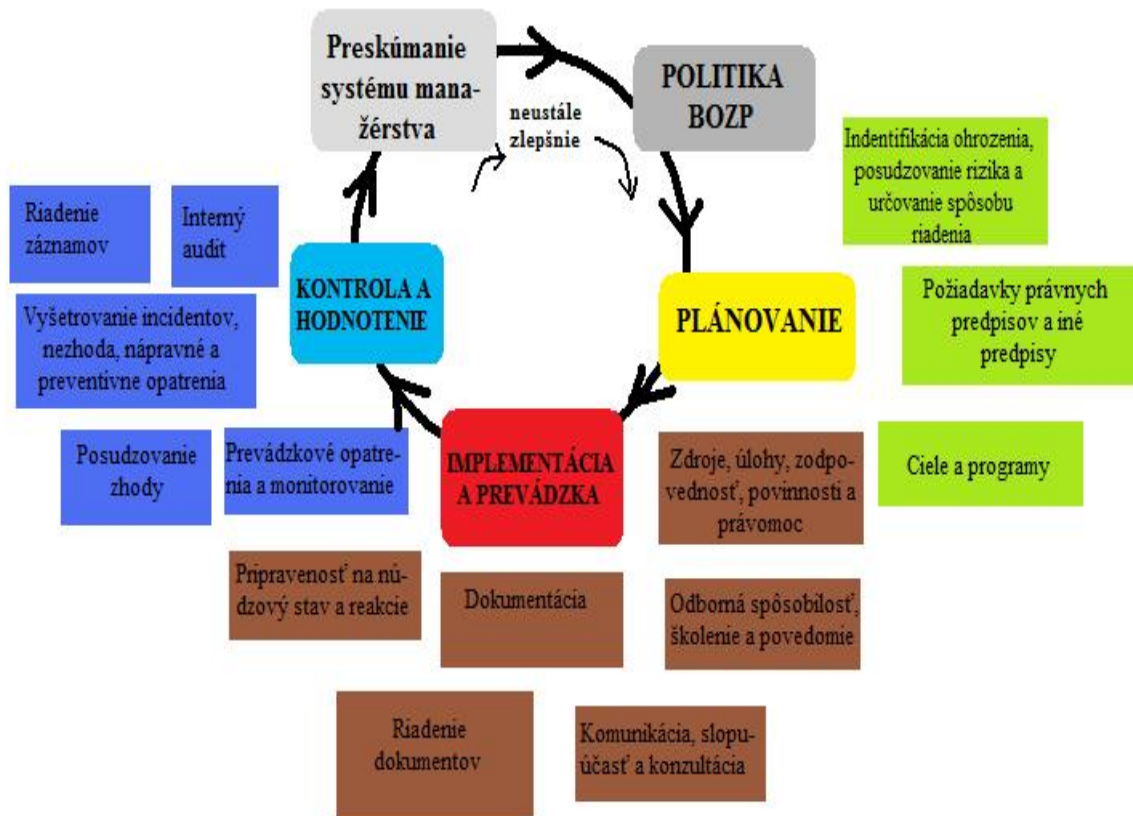 Preskúmanie
systému mana-
žérstva
POLITIKA
BOZP
neustále
zlepšnie
Indentifikácia ohrozenia,
posudzovanie rizika a
určovanie spôsobu
riadenia
Riadenie
záznamov
Interný
audit
KONTROLA A
HODNOTENIE
PLÁNOVANIE
Požiadavky právnych
predpisov a iné
predpisy
Vyšetrovanie incidentov,
nezhoda, nápravné a
preventívne opatrenia
Posudzovanie
zhody
Prevádzkové opatre-
nia a monitorovanie
IMPLEMENTÁCIA
A PREVÁDZKA
Zdroje, úlohy, zodpo-
vednosť, povinnosti a
právomoc
Ciele a programy
Pripravenosť na nú-
dzový stav a reakcie
Dokumentácia
Odborná spôsobilosť,
školenie a povedomie
Riadenie
dokumentov
Komunikácia, slopu-
účasť a konzultácia